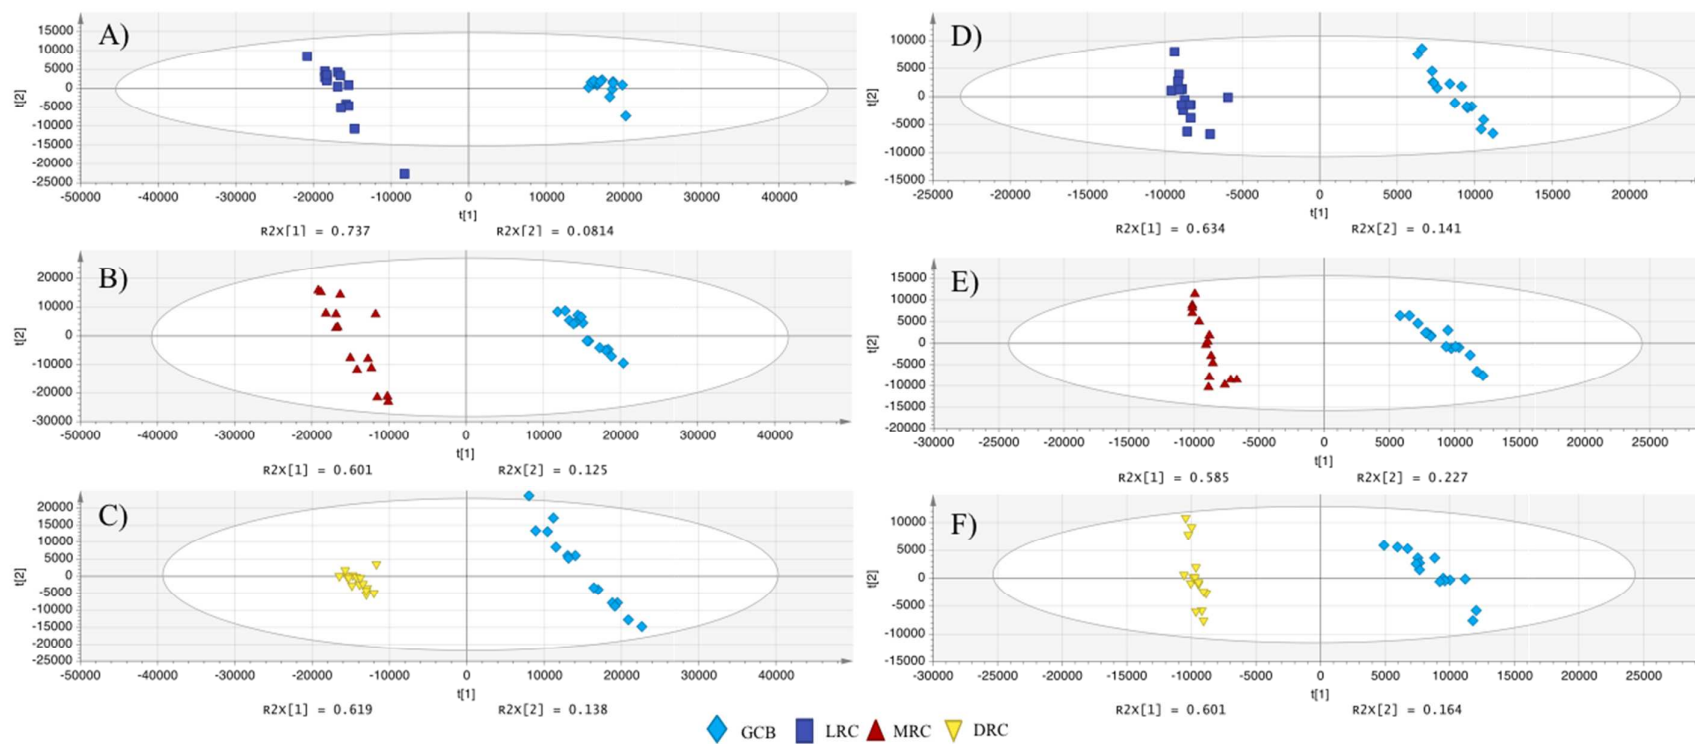 A)
15000
10000
5000
0
-5000
-10000
-15000
-20000
-25000
t[2]
-50000 -40000 -30000 -20000 -10000 0 10000 20000 30000 40000
t[1]
R2X[1] = 0.737 R2X[2] = 0.0814
B)
20000
10000
0
-10000
-20000
-30000
t[2]
-50000 -40000 -30000 -20000 -10000 0 10000 20000 30000 40000
t[1]
R2X[1] = 0.601 R2X[2] = 0.125
C)
20000
15000
10000
5000
0
-5000
-10000
-15000
-20000
-25000
t[2]
-50000 -40000 -30000 -20000 -10000 0 10000 20000 30000 40000
t[1]
R2X[1] = 0.619 R2X[2] = 0.138
D)
10000
5000
0
-5000
-10000
-15000
t[2]
-25000 -20000 -15000 -10000 -5000 0 5000 10000 15000 20000
t[1]
R2X[1] = 0.634 R2X[2] = 0.141
E)
15000
10000
5000
0
-5000
-10000
-15000
-20000
t[2]
-30000 -25000 -20000 -15000 -10000 -5000 0 5000 10000 15000 20000 25000
t[1]
R2X[1] = 0.585 R2X[2] = 0.227
F)
10000
5000
0
-5000
-10000
-15000
t[2]
-30000 -25000 -20000 -15000 -10000 -5000 0 5000 10000 15000 20000 25000
t[1]
R2X[1] = 0.601 R2X[2] = 0.164
GCB LRC MRC DRC